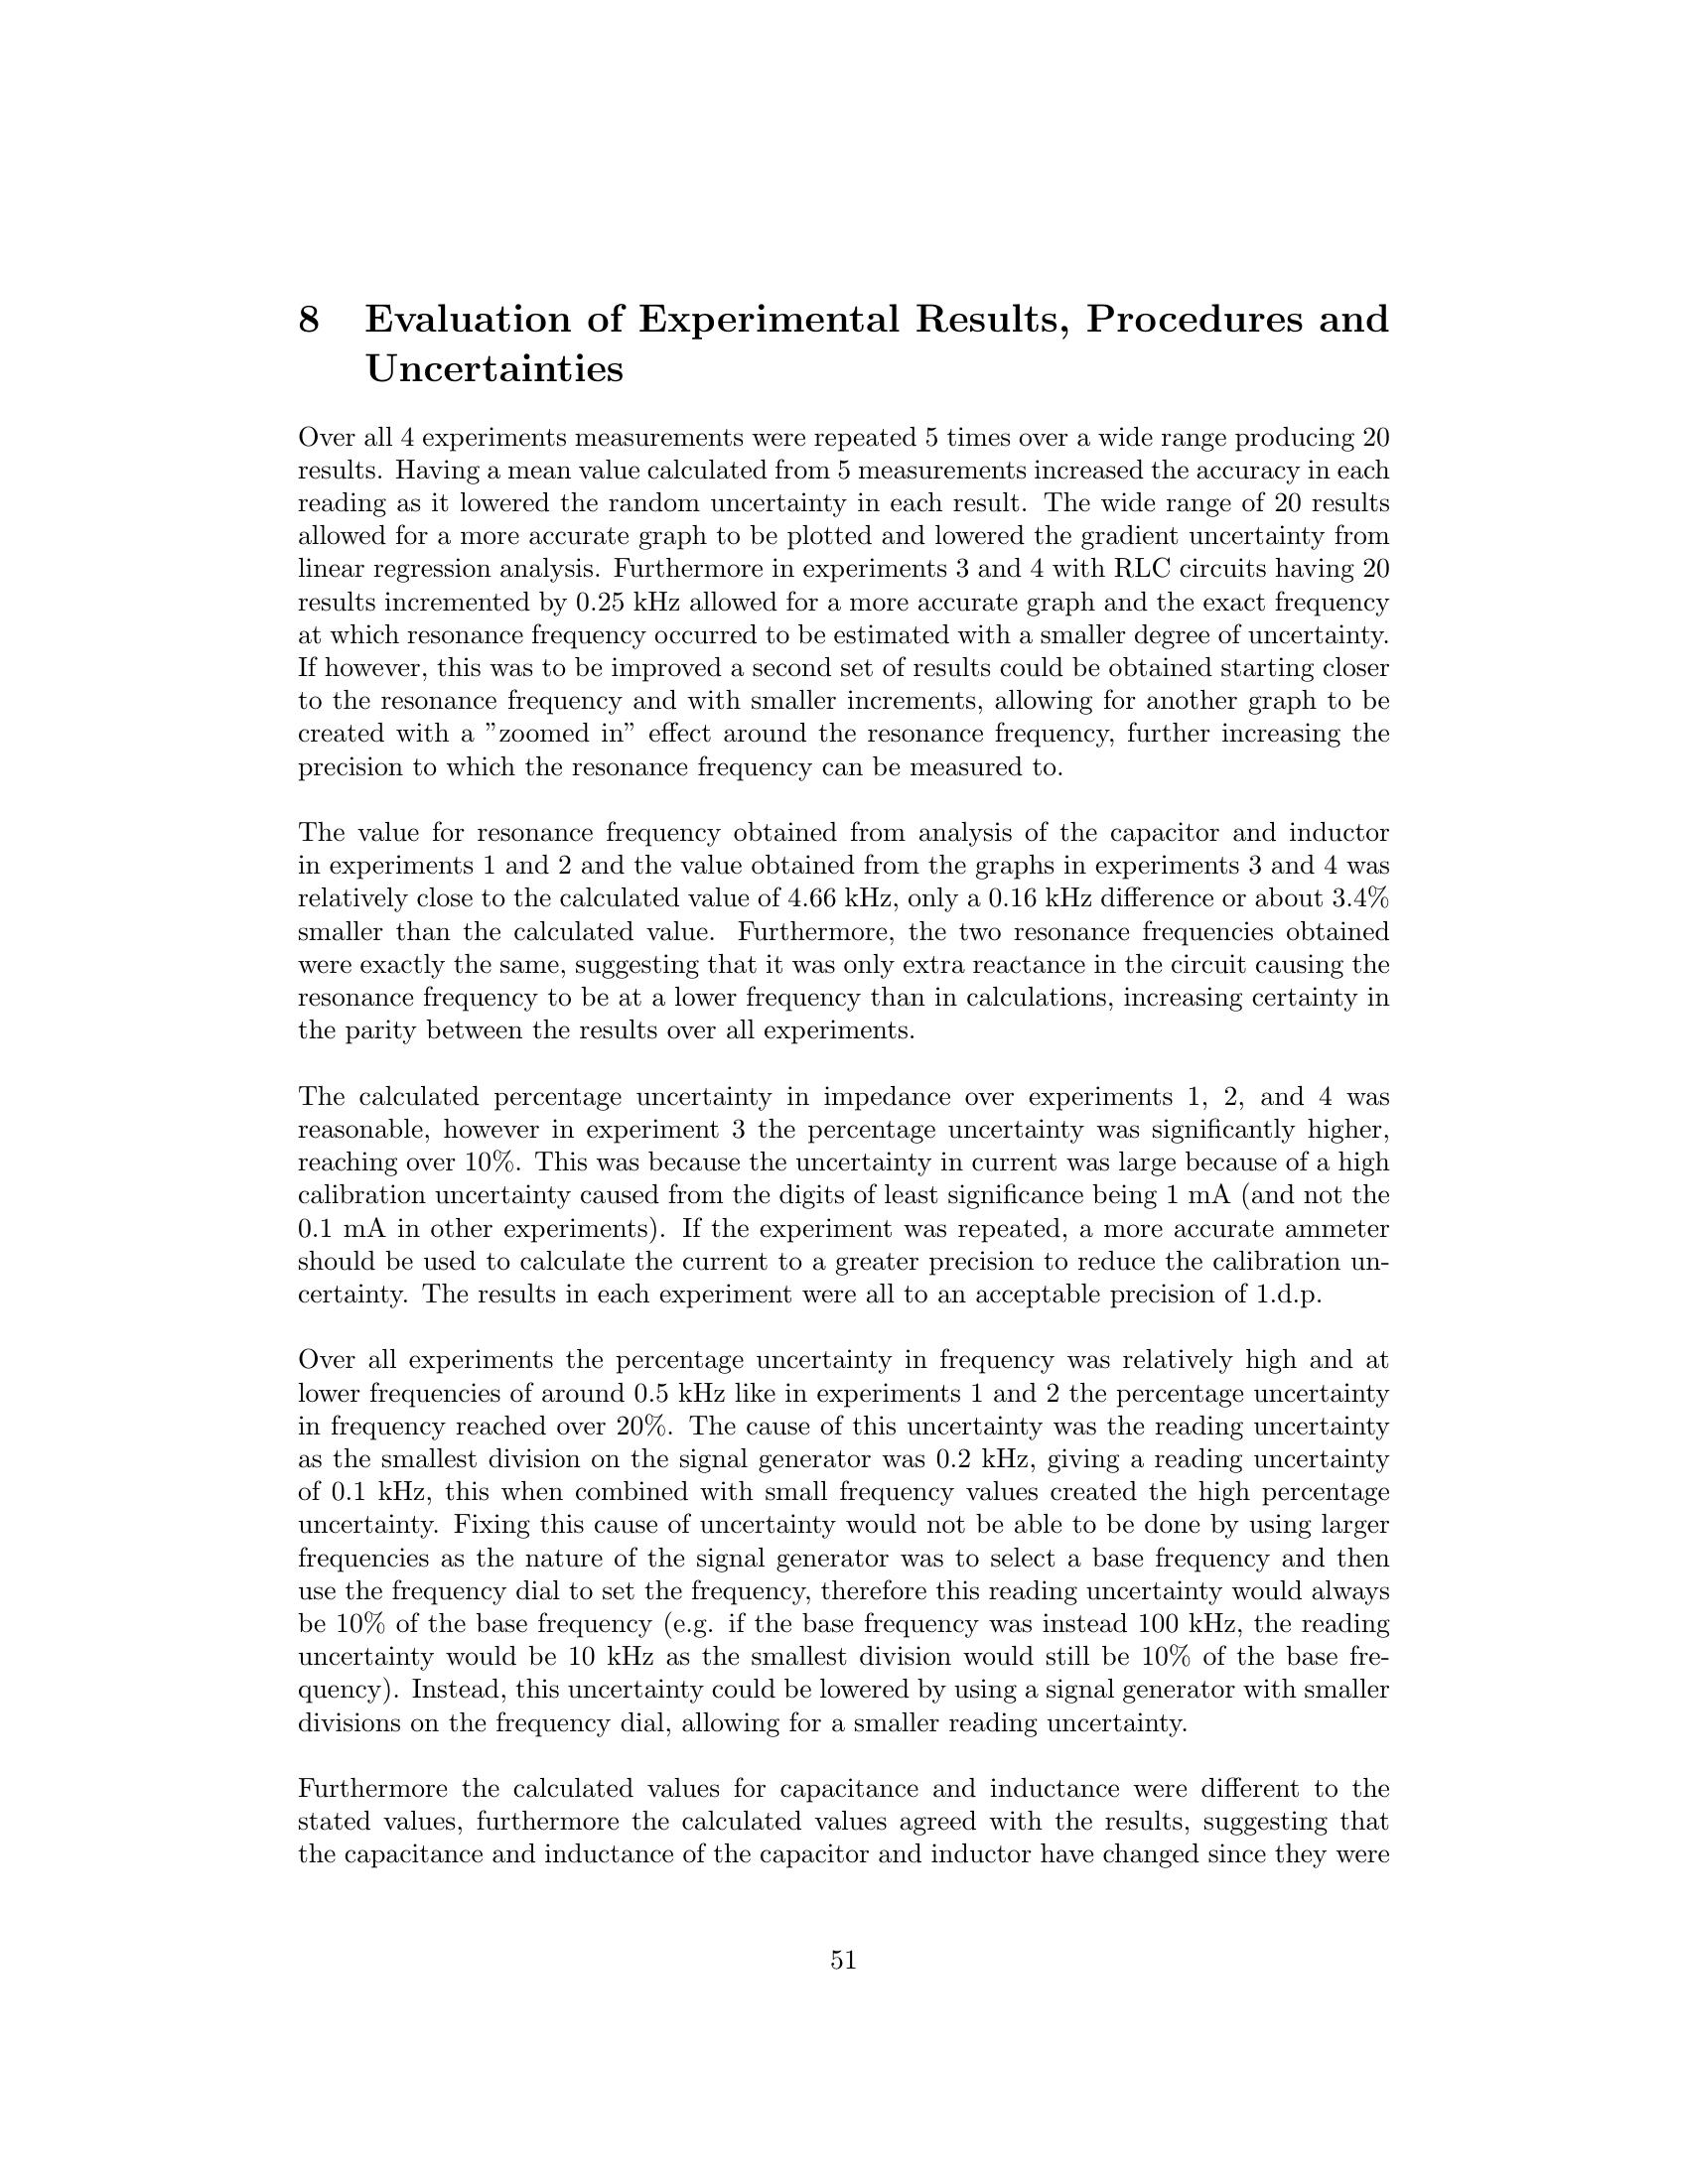 8 Evaluation of Experimental Results, Procedures and
Uncertainties
Over all 4 experiments measurements were repeated 5 times over a wide range producing 20
results. Having a mean value calculated from 5 measurements increased the accuracy in each
reading as it lowered the random uncertainty in each result. The wide range of 20 results
allowed for a more accurate graph to be plotted and lowered the gradient uncertainty from
linear regression analysis. Furthermore in experiments 3 and 4 with RLC circuits having 20
results incremented by 0.25 kHz allowed for a more accurate graph and the exact frequency
at which resonance frequency occurred to be estimated with a smaller degree of uncertainty.
If however, this was to be improved a second set of results could be obtained starting closer
to the resonance frequency and with smaller increments, allowing for another graph to be
created with a ”zoomed in” effect around the resonance frequency, further increasing the
precision to which the resonance frequency can be measured to.
The value for resonance frequency obtained from analysis of the capacitor and inductor
in experiments 1 and 2 and the value obtained from the graphs in experiments 3 and 4 was
relatively close to the calculated value of 4.66 kHz, only a 0.16 kHz difference or about 3.4%
smaller than the calculated value. Furthermore, the two resonance frequencies obtained
were exactly the same, suggesting that it was only extra reactance in the circuit causing the
resonance frequency to be at a lower frequency than in calculations, increasing certainty in
the parity between the results over all experiments.
The calculated percentage uncertainty in impedance over experiments 1, 2, and 4 was
reasonable, however in experiment 3 the percentage uncertainty was significantly higher,
reaching over 10%. This was because the uncertainty in current was large because of a high
calibration uncertainty caused from the digits of least significance being 1 mA (and not the
0.1 mA in other experiments). If the experiment was repeated, a more accurate ammeter
should be used to calculate the current to a greater precision to reduce the calibration un-
certainty. The results in each experiment were all to an acceptable precision of 1.d.p.
Over all experiments the percentage uncertainty in frequency was relatively high and at
lower frequencies of around 0.5 kHz like in experiments 1 and 2 the percentage uncertainty
in frequency reached over 20%. The cause of this uncertainty was the reading uncertainty
as the smallest division on the signal generator was 0.2 kHz, giving a reading uncertainty
of 0.1 kHz, this when combined with small frequency values created the high percentage
uncertainty. Fixing this cause of uncertainty would not be able to be done by using larger
frequencies as the nature of the signal generator was to select a base frequency and then
use the frequency dial to set the frequency, therefore this reading uncertainty would always
be 10% of the base frequency (e.g. if the base frequency was instead 100 kHz, the reading
uncertainty would be 10 kHz as the smallest division would still be 10% of the base fre-
quency). Instead, this uncertainty could be lowered by using a signal generator with smaller
divisions on the frequency dial, allowing for a smaller reading uncertainty.
Furthermore the calculated values for capacitance and inductance were different to the
stated values, furthermore the calculated values agreed with the results, suggesting that
the capacitance and inductance of the capacitor and inductor have changed since they were
51